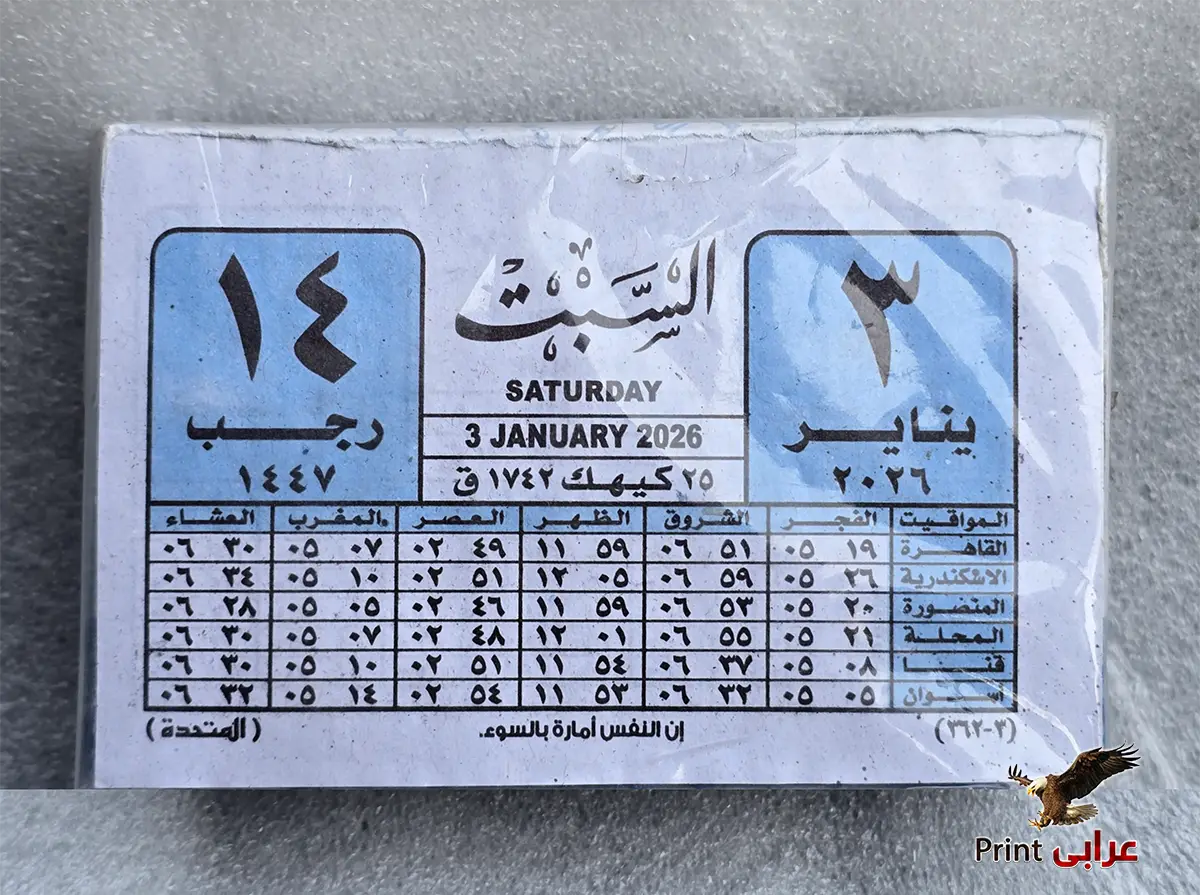 السَّبْت
SATURDAY
3 JANUARY 2026
٢٥ كيهك ١٧٤٢ ق
٣
يناير
٢٠٢٦
١٤
رجب
١٤٤٧
المواقيت الفجر الشروق الظهر العصر المغرب العشاء
القاهرة ١٩ ٠٥ ٥١ ٠٦ ٥٩ ١١ ٤٩ ٠٢ ٠٧ ٠٥ ٣٠ ٠٦
الاسكندرية ٢٦ ٠٥ ٥٩ ٠٦ ٠٥ ١٢ ٥١ ٠٢ ١٠ ٠٥ ٣٤ ٠٦
المنصورة ٢٠ ٠٥ ٥٣ ٠٦ ٥٩ ١١ ٤٦ ٠٢ ٠٥ ٠٥ ٢٨ ٠٦
المحلة ٢١ ٠٥ ٥٥ ٠٦ ٠١ ١٢ ٤٨ ٠٢ ٠٧ ٠٥ ٣٠ ٠٦
قنا ٠٨ ٠٥ ٣٧ ٠٦ ٥٤ ١١ ٥١ ٠٢ ١٠ ٠٥ ٣٠ ٠٦
أسوان ٠٥ ٠٥ ٣٢ ٠٦ ٥٣ ١١ ٥٤ ٠٢ ١٤ ٠٥ ٣٢ ٠٦
(٣-٣٦٢) إن النفس أمارة بالسوء. (المتحدة)
عرابى Print